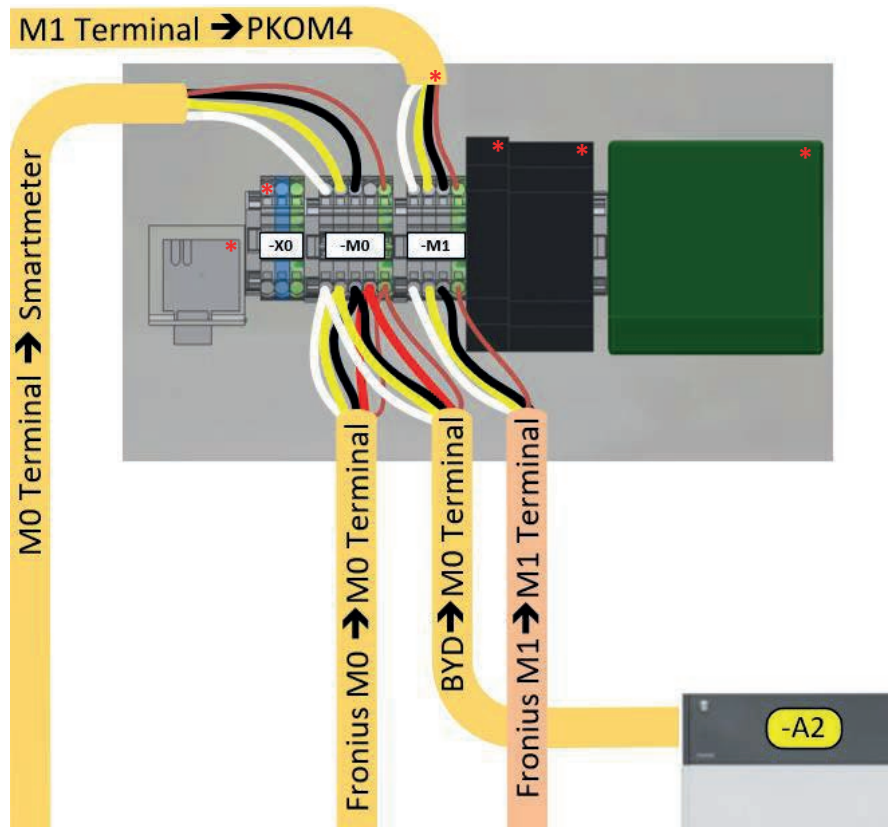 M1 Terminal ➔PKOM4
*
*
*
*
*
*
-X0
-M0
-M1
M0 Terminal ➔ Smartmeter
Fronius M0 ➔M0 Terminal
BYD➔M0 Terminal
Fronius M1➔M1 Terminal
-A2